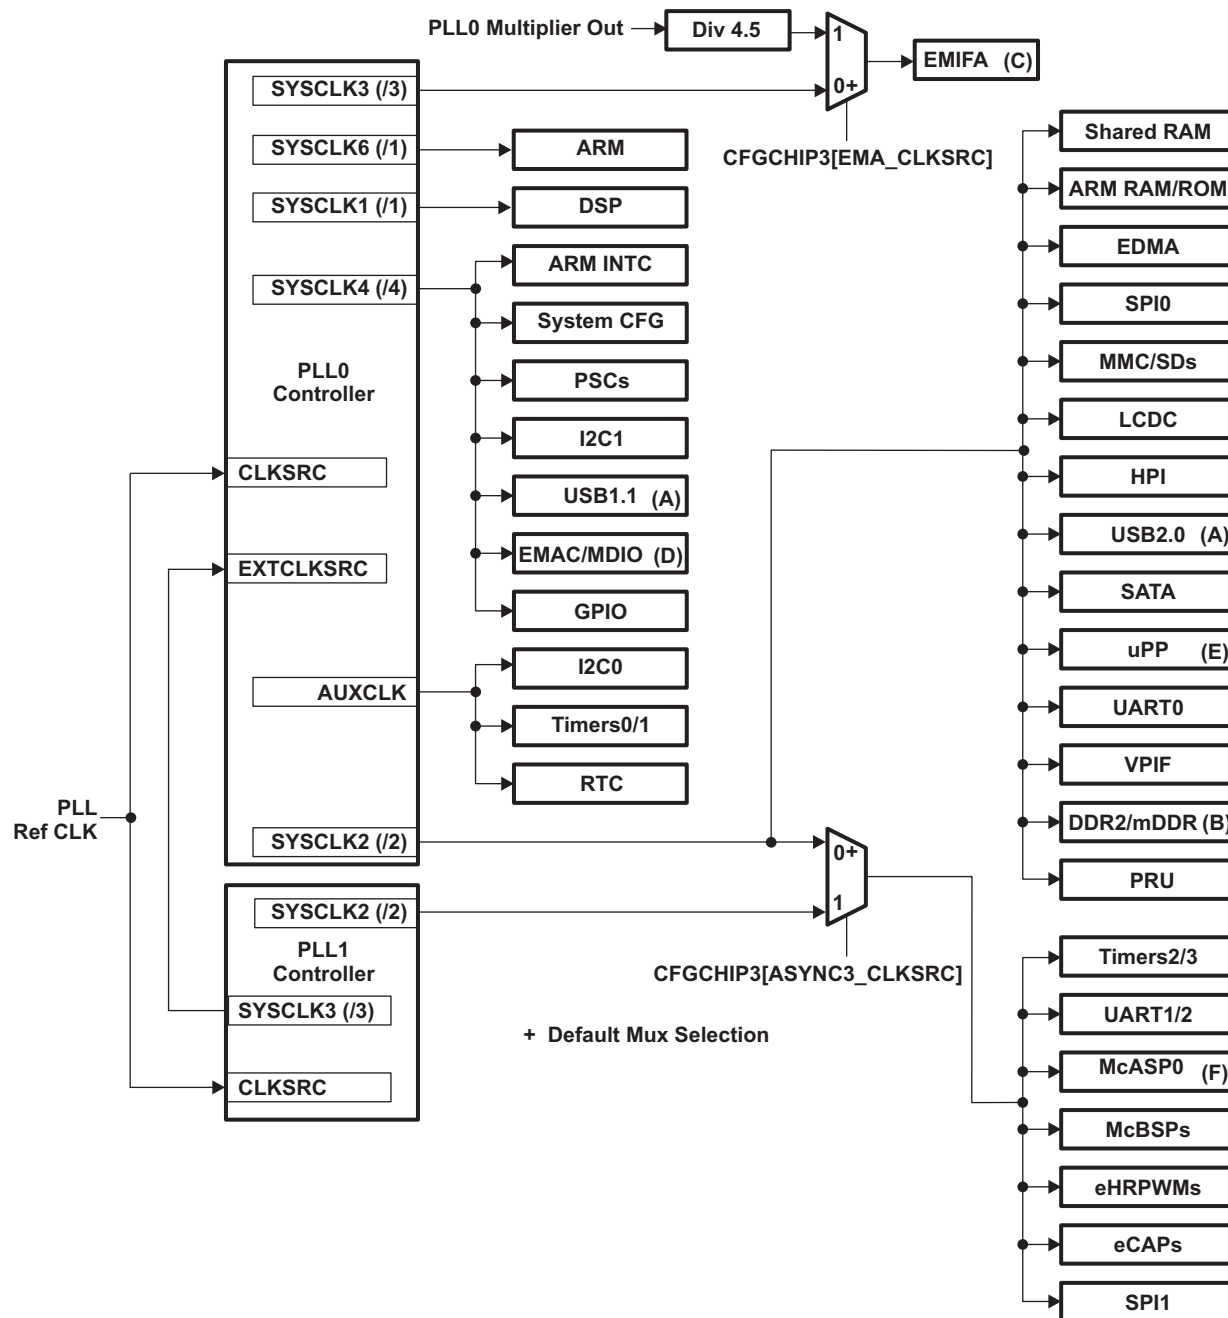 PLL0 Multiplier Out
Div 4.5
1
0+
EMIFA (C)
CFGCHIP3[EMA_CLKSRC]
SYSCLK3 (/3)
SYSCLK6 (/1)
ARM
SYSCLK1 (/1)
DSP
SYSCLK4 (/4)
ARM INTC
System CFG
PSCs
I2C1
USB1.1 (A)
EMAC/MDIO (D)
GPIO
PLL0
Controller
CLKSRC
EXTCLKSRC
AUXCLK
I2C0
Timers0/1
RTC
PLL
Ref CLK
SYSCLK2 (/2)
0+
1
CFGCHIP3[ASYNC3_CLKSRC]
SYSCLK2 (/2)
PLL1
Controller
SYSCLK3 (/3)
CLKSRC
+ Default Mux Selection
Shared RAM
ARM RAM/ROM
EDMA
SPI0
MMC/SDs
LCDC
HPI
USB2.0 (A)
SATA
uPP (E)
UART0
VPIF
DDR2/mDDR (B)
PRU
Timers2/3
UART1/2
McASP0 (F)
McBSPs
eHRPWMs
eCAPs
SPI1